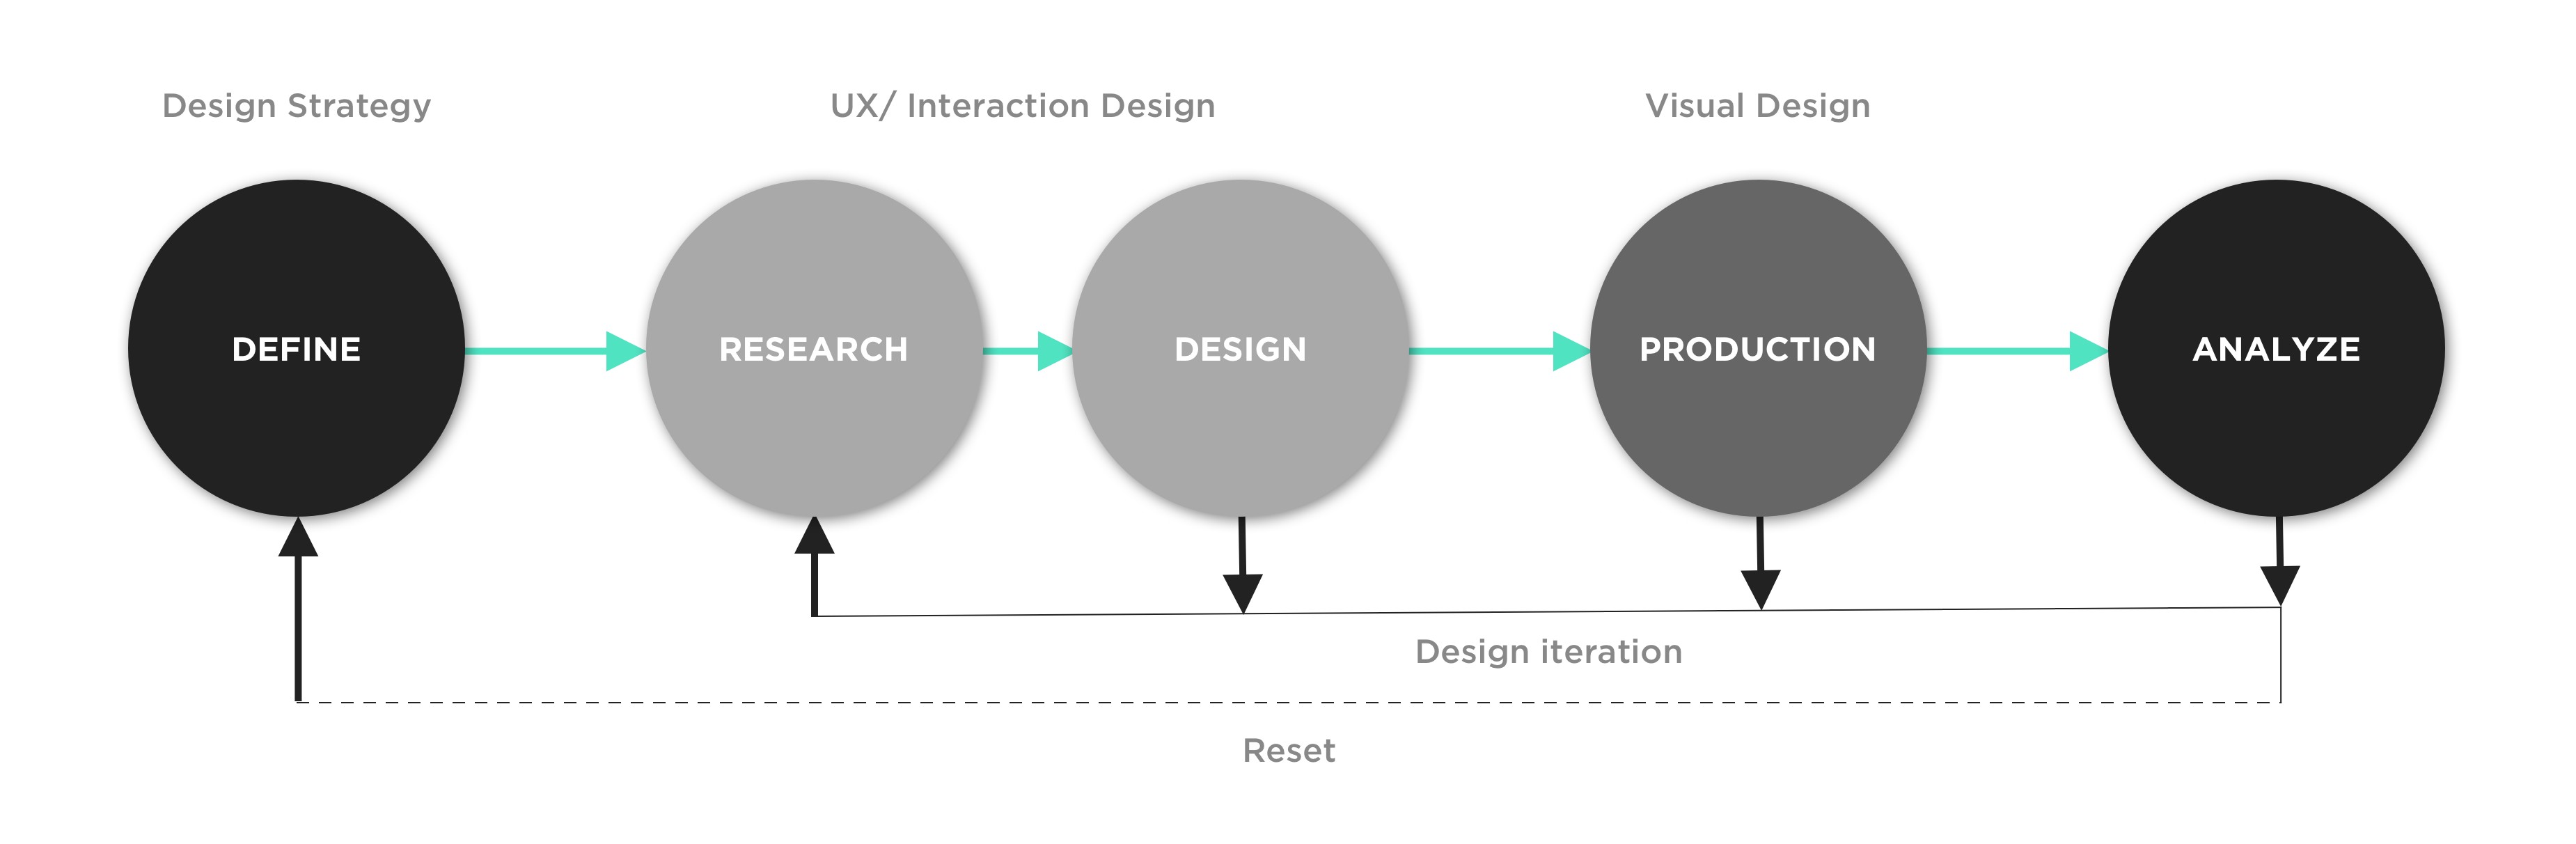 Design Strategy
UX/ Interaction Design
Visual Design
DEFINE
RESEARCH
DESIGN
PRODUCTION
ANALYZE
Design iteration
Reset